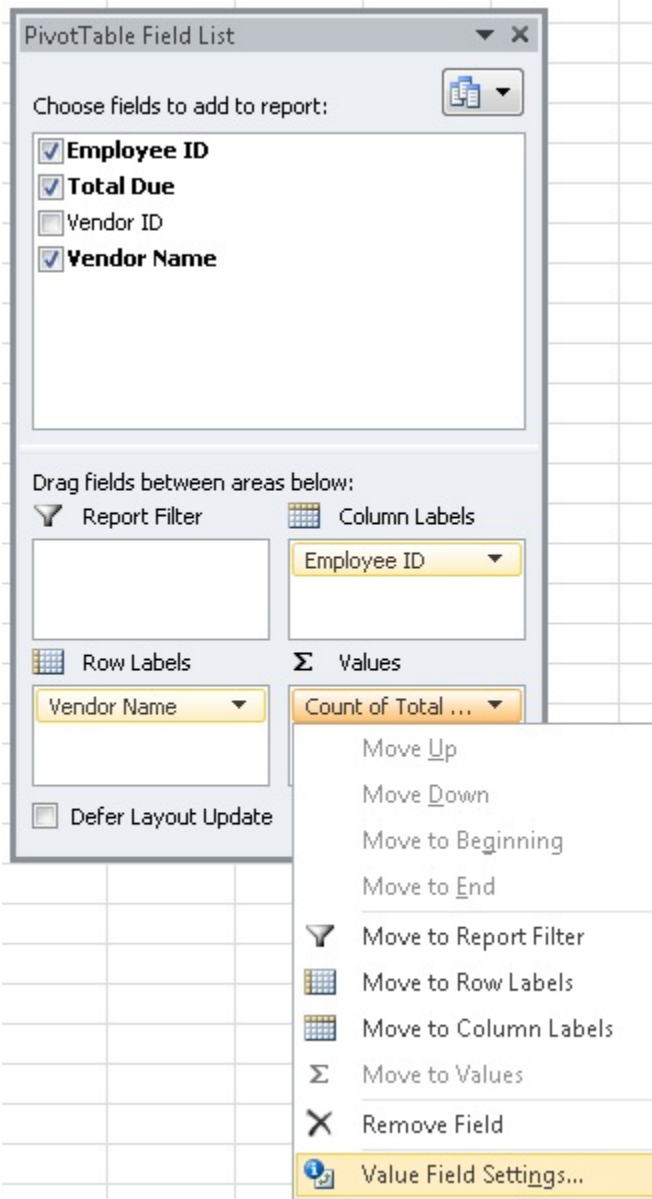 PivotTable Field List
Choose fields to add to report:
Employee ID
Total Due
Vendor ID
Vendor Name
Drag fields between areas below:
Report Filter
Column Labels
Employee ID
Row Labels
Σ Values
Vendor Name
Count of Total ...
Defer Layout Update
Move Up
Move Down
Move to Beginning
Move to End
Move to Report Filter
Move to Row Labels
Move to Column Labels
Σ Move to Values
Remove Field
Value Field Settings...